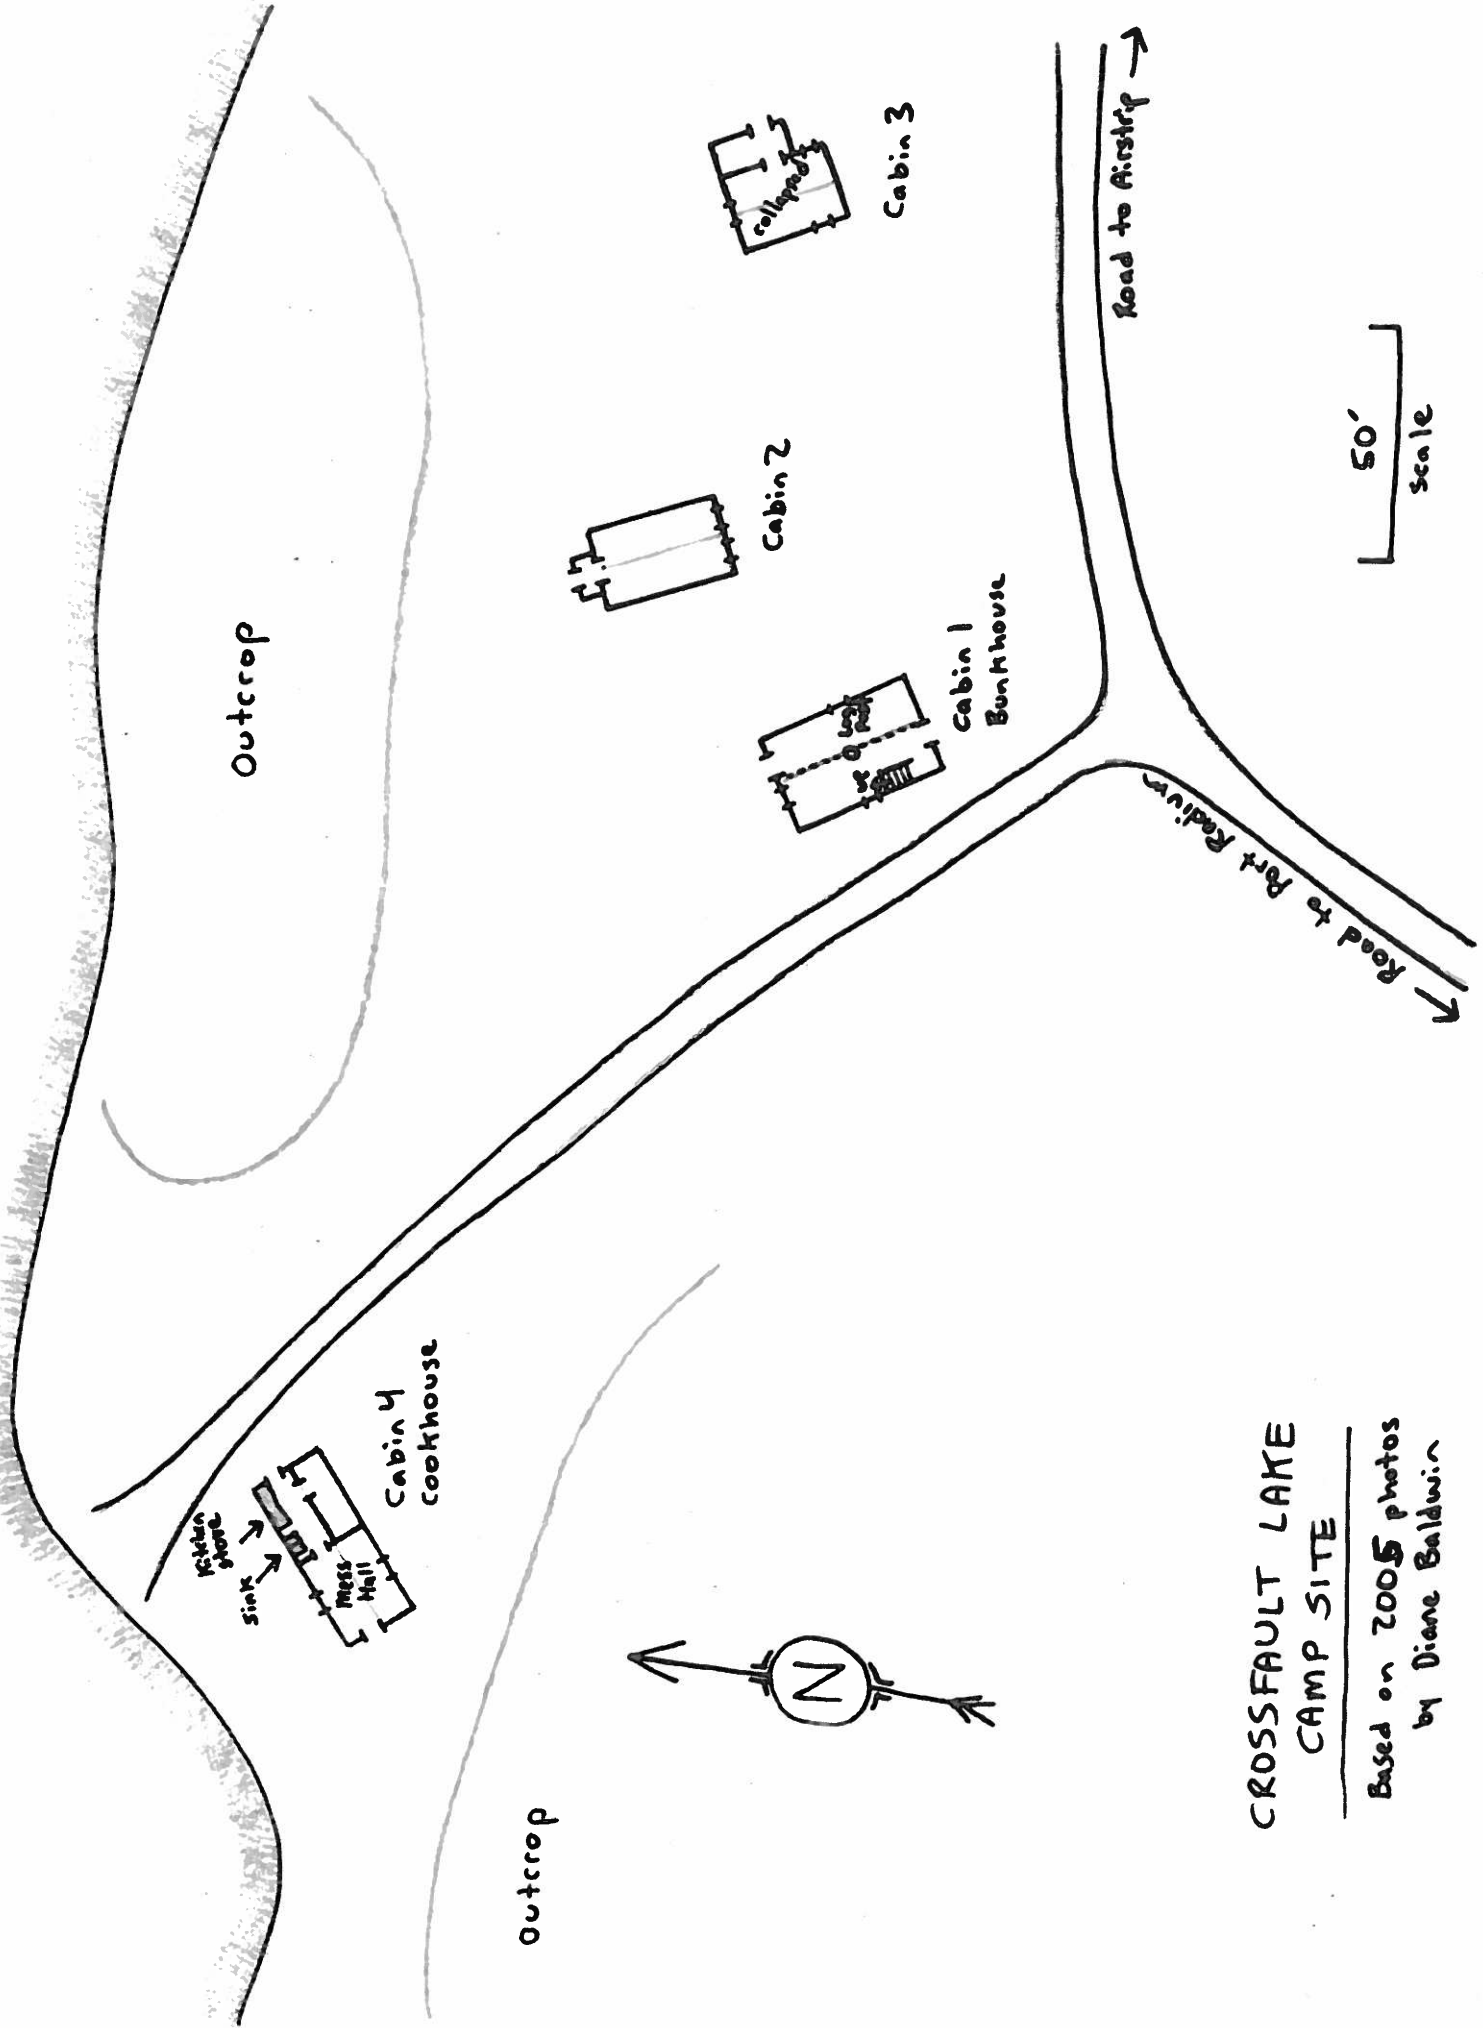 Outcrop
Cabin 3
collapsed
Cabin 2
Cabin 1
Bunkhouse
up
Road to Airstrip
Road to Port Radium
50'
scale
Kitchen
stove
sink
Mess
Hall
Cabin 4
Cookhouse
Outcrop
N
CROSSFAULT LAKE
CAMP SITE
Based on 2005 photos
by Diane Baldwin